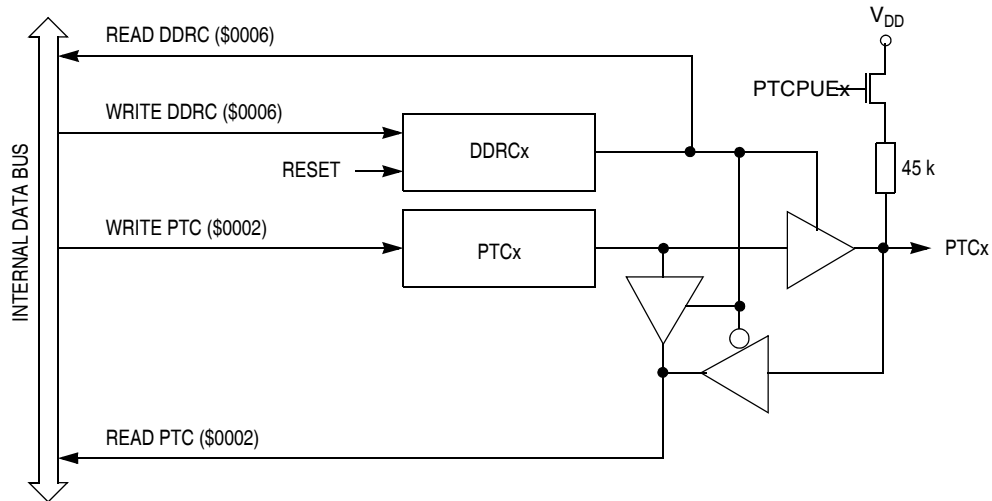 READ DDRC ($0006)
VDD
PTCPUEx
WRITE DDRC ($0006)
DDRCx
RESET
45 k
INTERNAL DATA BUS
WRITE PTC ($0002)
PTCx
PTCx
READ PTC ($0002)